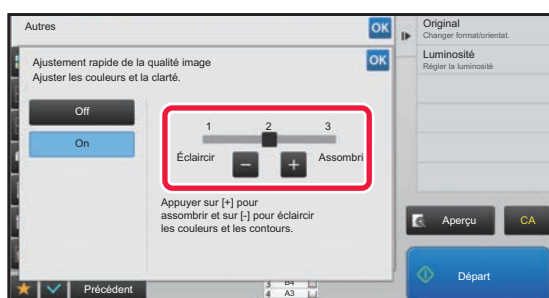 Autres
OK
Ajustement rapide de la qualité image
Ajuster les couleurs et la clarté.
OK
Off
On
1 2 3
Éclaircir - + Assombri
Appuyer sur [+] pour
assombrir et sur [-] pour éclaircir
les couleurs et les contours.
Précédent
3 B4
4 A3
Original
Changer format/orientat.
Luminosité
Régler la luminosité
Aperçu
CA
Départ